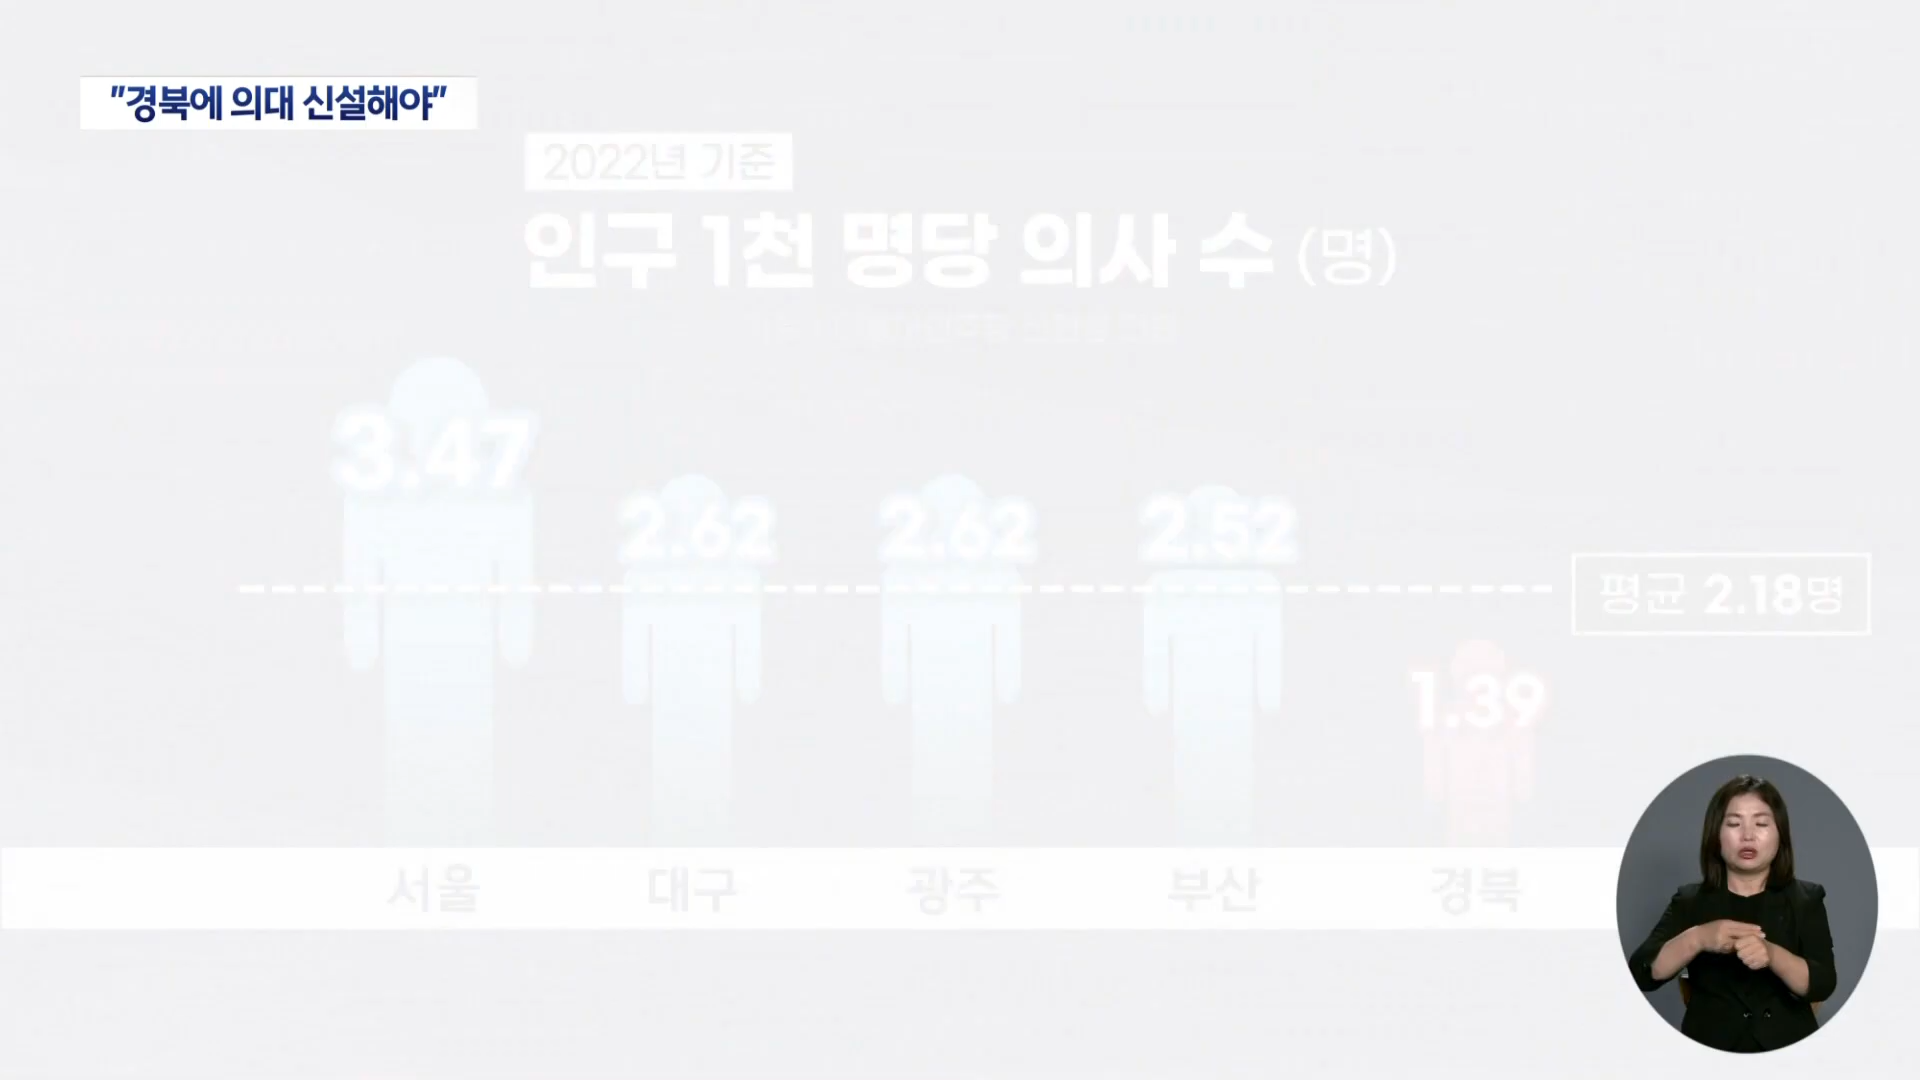 "경북에 의대 신설해야"
2022년 기준
인구 1천 명당 의사 수 (명)
3.47
2.62
2.62
2.52
평균 2.18명
1.39
서울
대구
광주
부산
경북